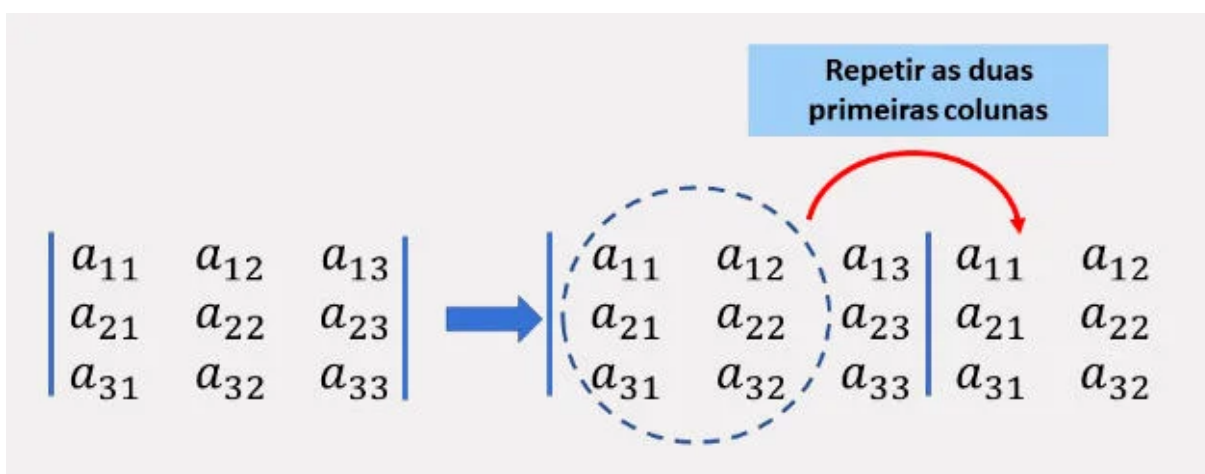 Repetir as duas
primeiras colunas
a₁₁ a₁₂ a₁₃ a₁₁ a₁₂ a₁₃ a₁₁ a₁₂
a₂₁ a₂₂ a₂₃ a₂₁ a₂₂ a₂₃ a₂₁ a₂₂
a₃₁ a₃₂ a₃₃ a₃₁ a₃₂ a₃₃ a₃₁ a₃₂